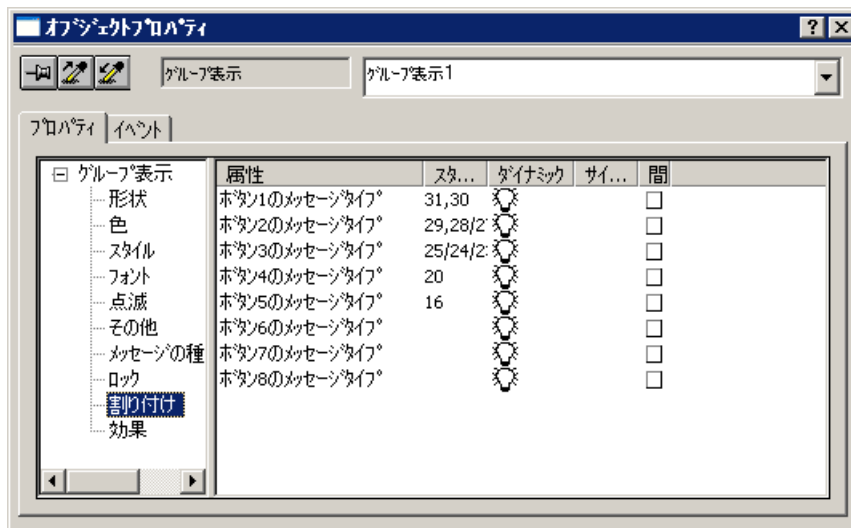 オブジェクトプロパティ
グループ表示
グループ表示1
プロパティ
イベント
グループ表示
形状
色
スタイル
フォント
点滅
その他
メッセージの種
ロック
割り付け
効果
属性 スタ... ダイナミック サイ... 間
ボタン1のメッセージタイプ 31,30
ボタン2のメッセージタイプ 29,28/2
ボタン3のメッセージタイプ 25/24/2
ボタン4のメッセージタイプ 20
ボタン5のメッセージタイプ 16
ボタン6のメッセージタイプ
ボタン7のメッセージタイプ
ボタン8のメッセージタイプ